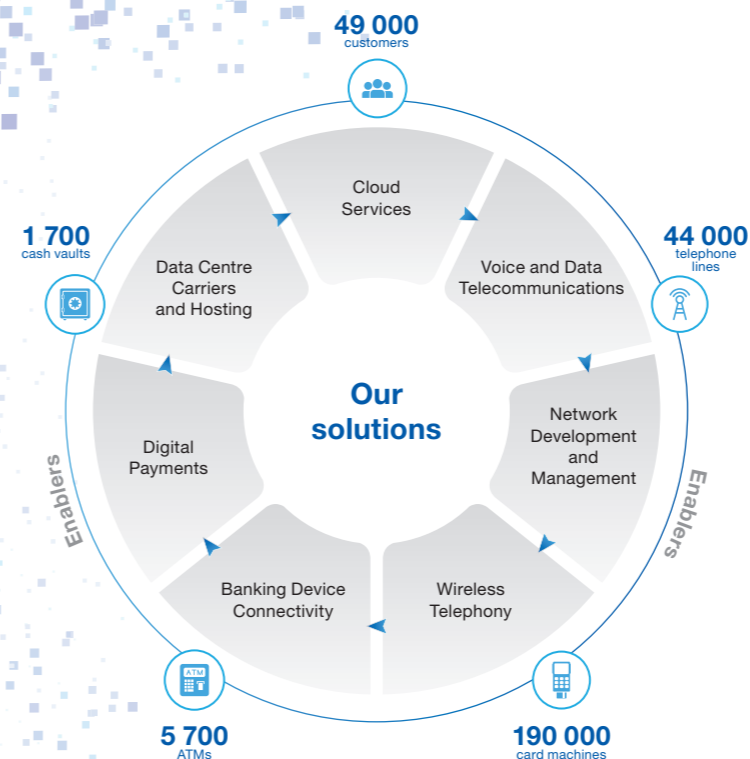 49 000
customers
1 700
cash vaults
44 000
telephone
lines
Cloud
Services
Data Centre
Carriers
and Hosting
Voice and Data
Telecommunications
Our
solutions
Network
Development
and
Management
Digital
Payments
Enablers
Enablers
Banking Device
Connectivity
Wireless
Telephony
ATM
5 700
ATMs
190 000
card machines